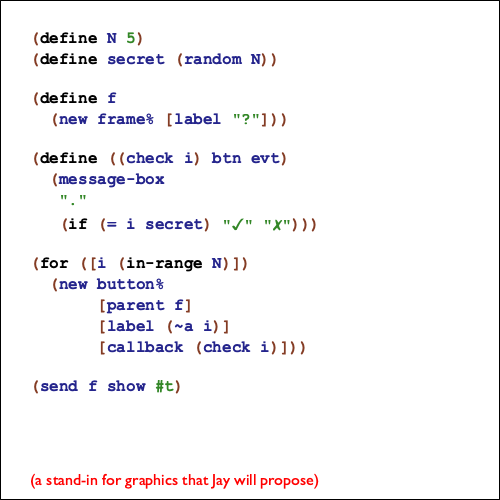 (define N 5)
(define secret (random N))
(define f
(new frame% [label "?"]))
(define ((check i) btn evt)
(message-box
"."
(if (= i secret) "✓" "✗")))
(for ([i (in-range N)])
(new button%
[parent f]
[label (~a i)]
[callback (check i)]))
(send f show #t)
(a stand-in for graphics that Jay will propose)